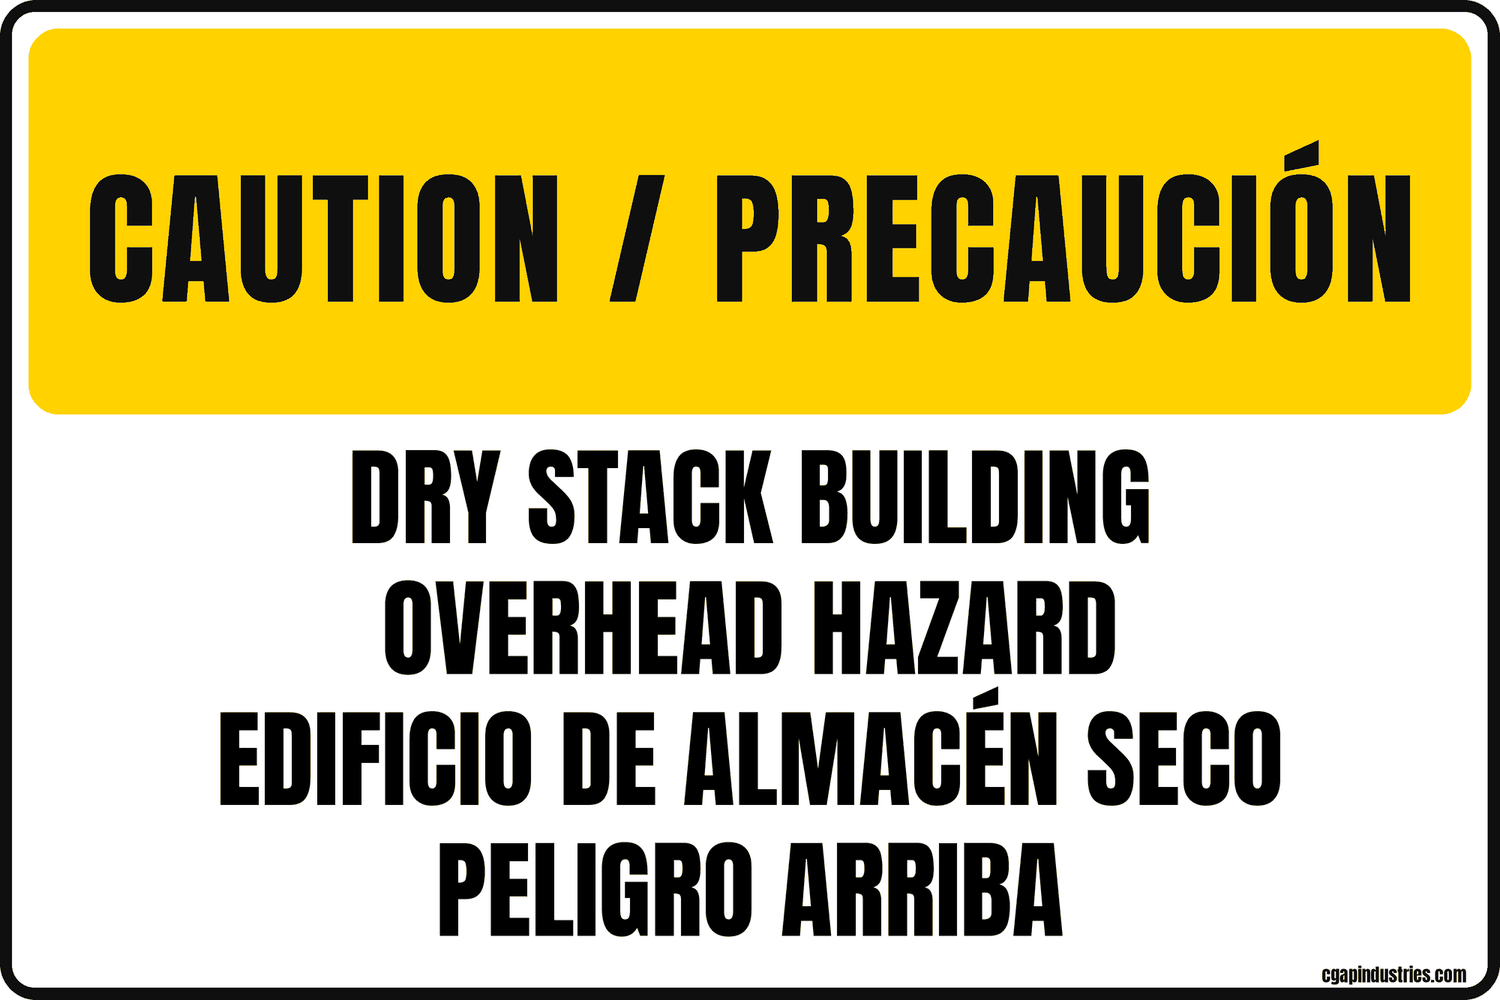 CAUTION / PRECAUCIÓN
DRY STACK BUILDING
OVERHEAD HAZARD
EDIFICIO DE ALMACÉN SECO
PELIGRO ARRIBA
cgapindustries.com